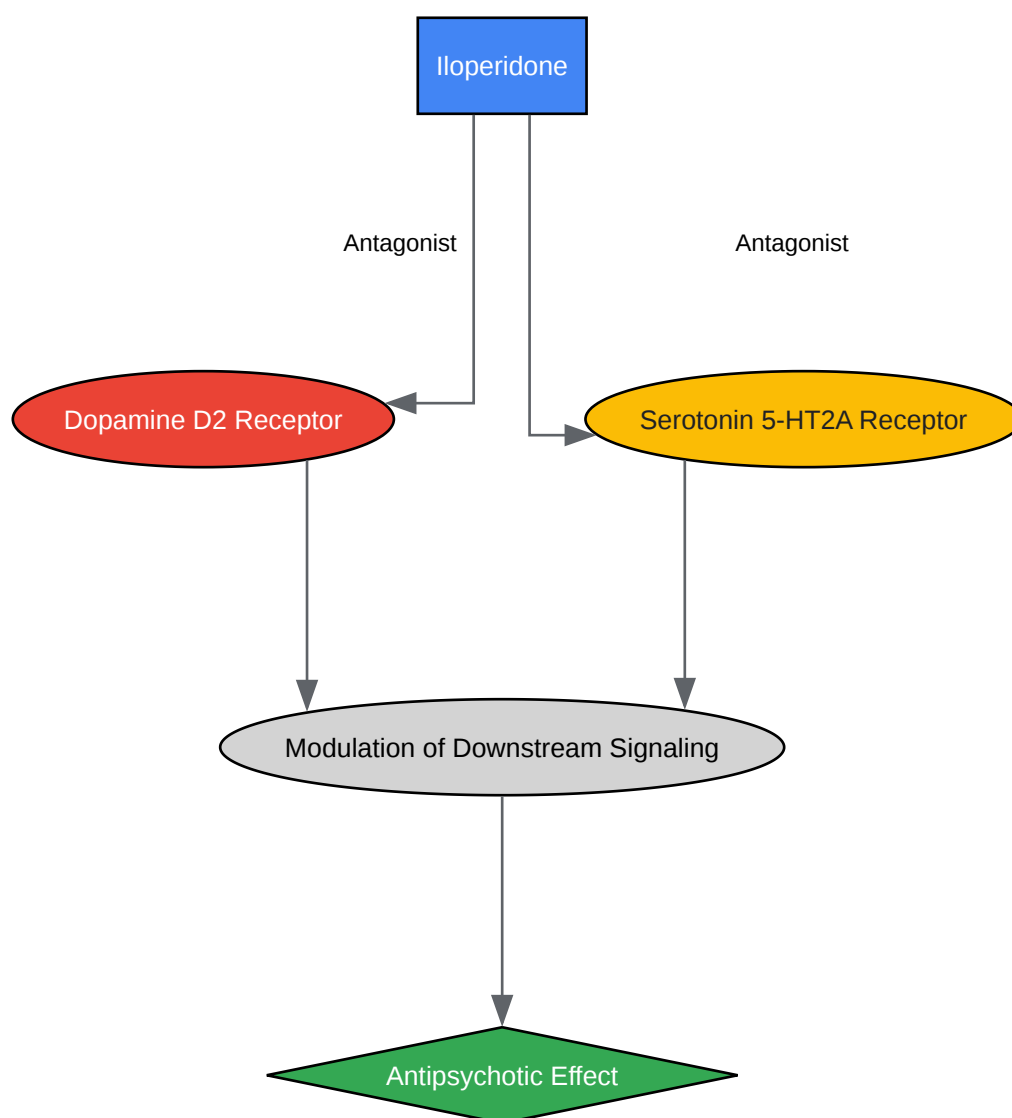 Iloperidone
Antagonist
Antagonist
Dopamine D2 Receptor
Serotonin 5-HT2A Receptor
Modulation of Downstream Signaling
Antipsychotic Effect